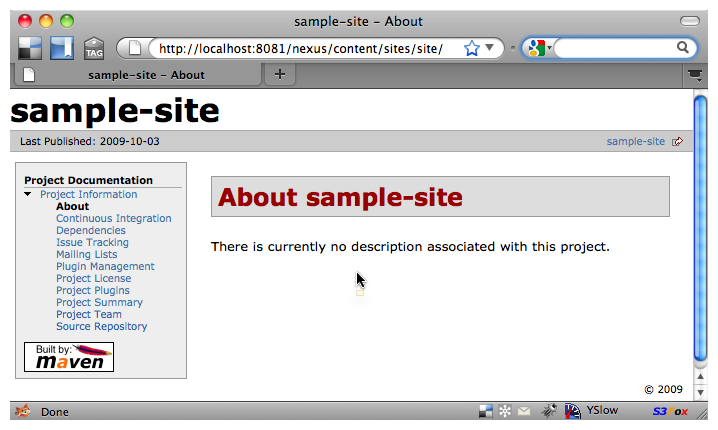 sample-site – About
TAG
http://localhost:8081/nexus/content/sites/site/
sample-site – About
sample-site
Last Published: 2009-10-03
sample-site
Project Documentation
Project Information
About
Continuous Integration
Dependencies
Issue Tracking
Mailing Lists
Plugin Management
Project License
Project Plugins
Project Summary
Project Team
Source Repository
Built by:
maven
About sample-site
There is currently no description associated with this project.
© 2009
Done
YSlow
S3Fox